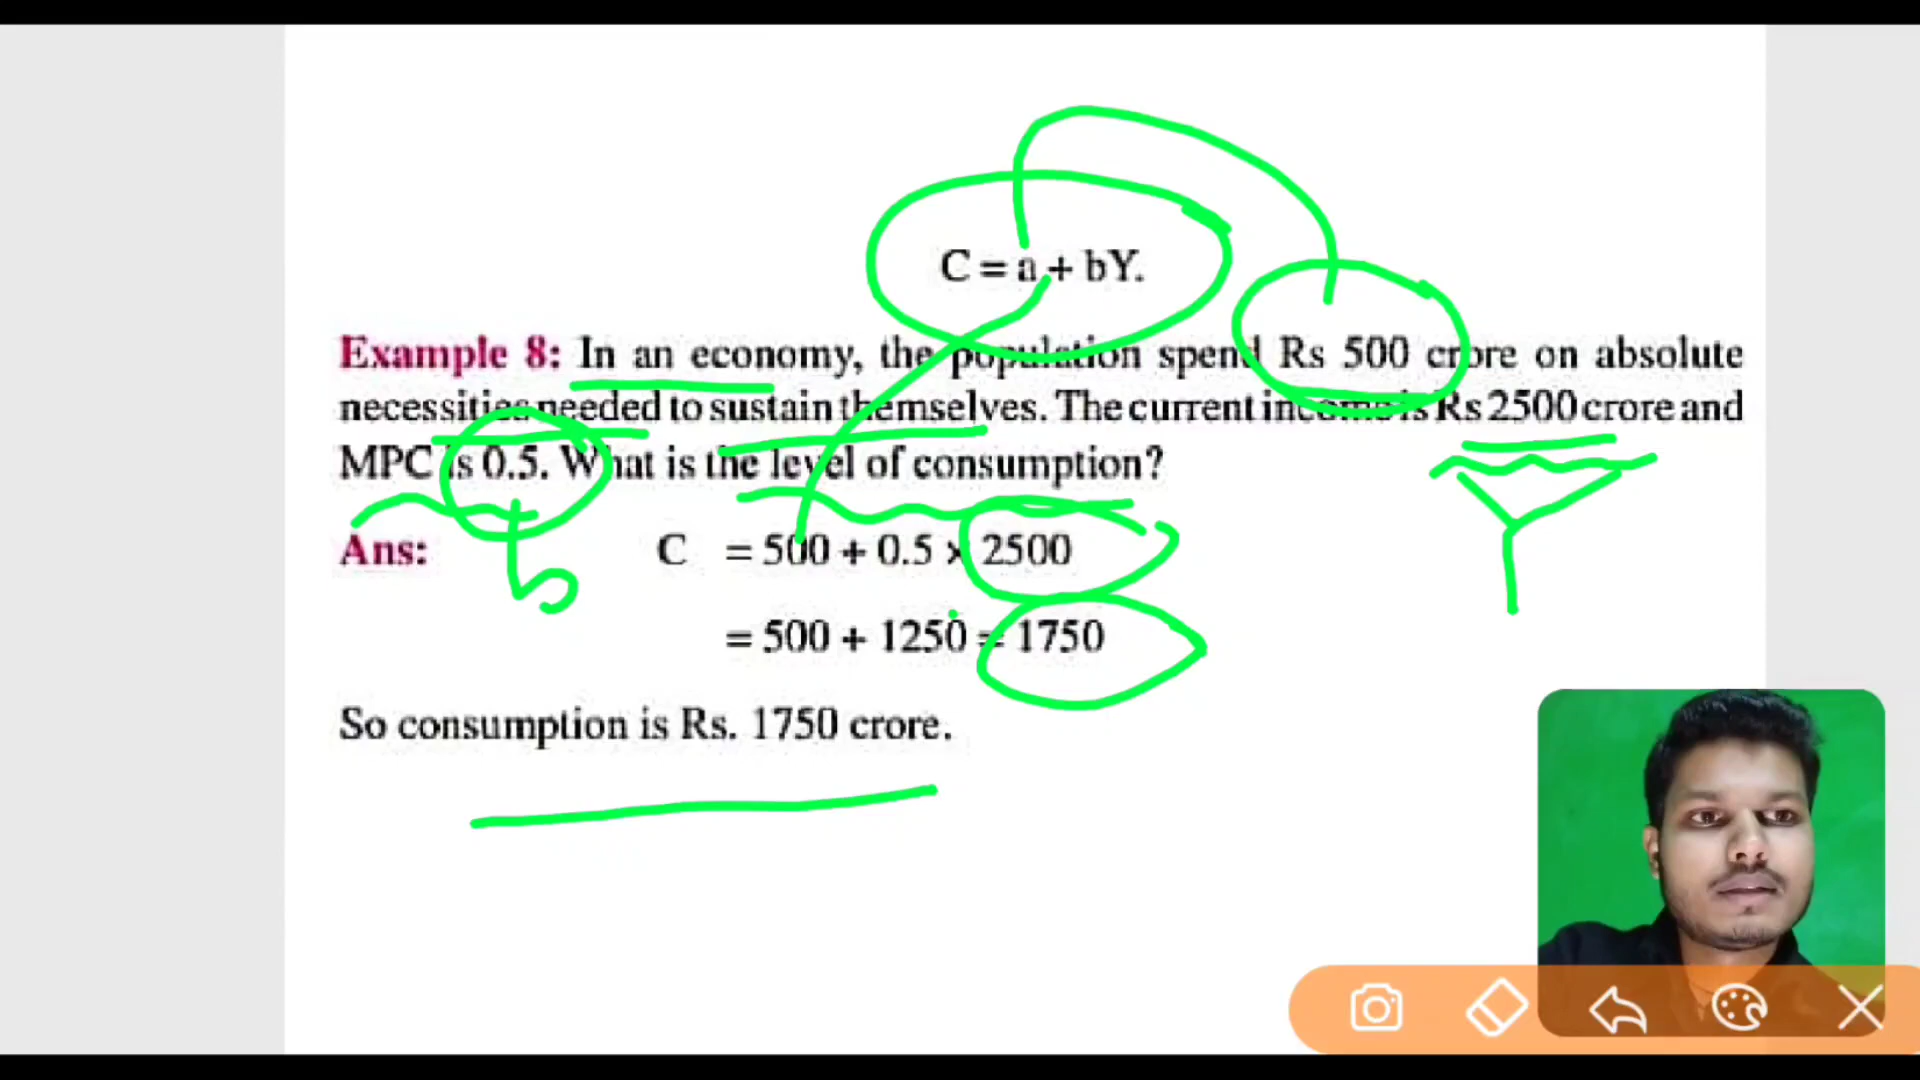 C = a + bY.
Example 8: In an economy, the population spend Rs 500 crore on absolute
necessities needed to sustain themselves. The current income is Rs 2500 crore and
MPC is 0.5. What is the level of consumption?
Y
b
Ans: C = 500 + 0.5 × 2500
= 500 + 1250 = 1750
So consumption is Rs. 1750 crore.